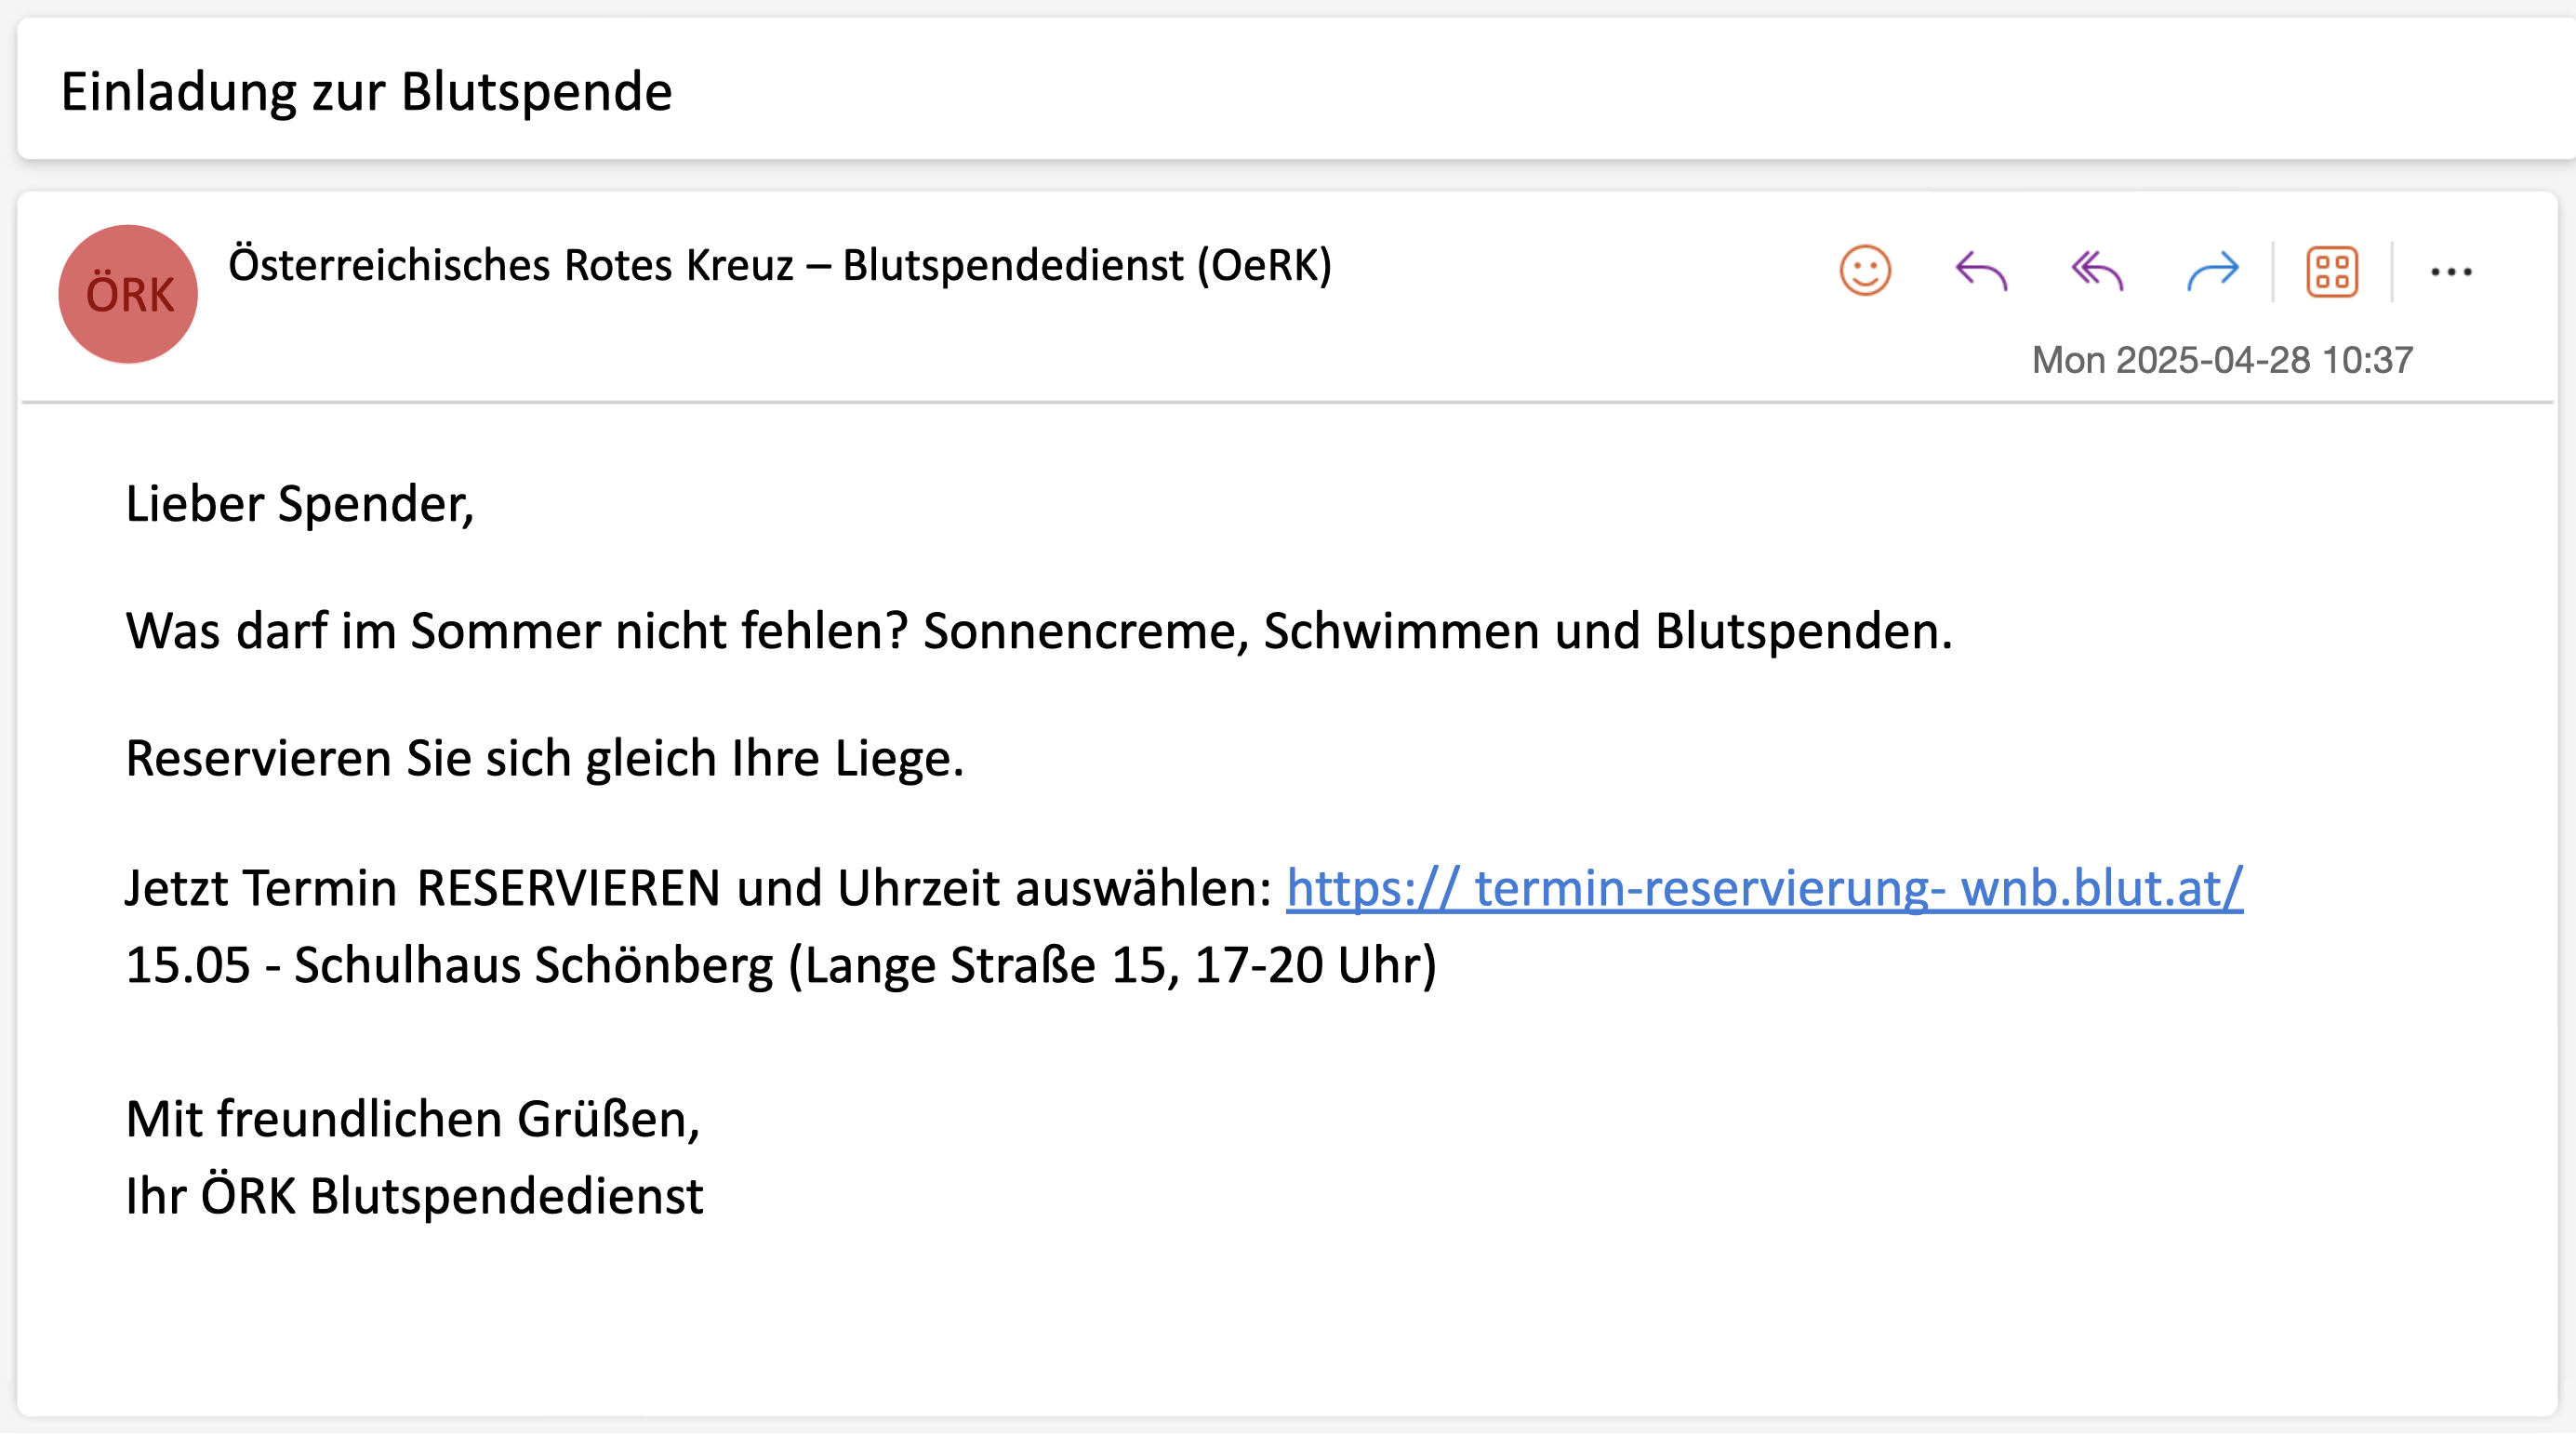 Einladung zur Blutspende
ÖRK
Österreichisches Rotes Kreuz – Blutspendedienst (OeRK)
Mon 2025-04-28 10:37
Lieber Spender,
Was darf im Sommer nicht fehlen? Sonnencreme, Schwimmen und Blutspenden.
Reservieren Sie sich gleich Ihre Liege.
Jetzt Termin RESERVIEREN und Uhrzeit auswählen: https:// termin-reservierung- wnb.blut.at/
15.05 - Schulhaus Schönberg (Lange Straße 15, 17-20 Uhr)
Mit freundlichen Grüßen,
Ihr ÖRK Blutspendedienst